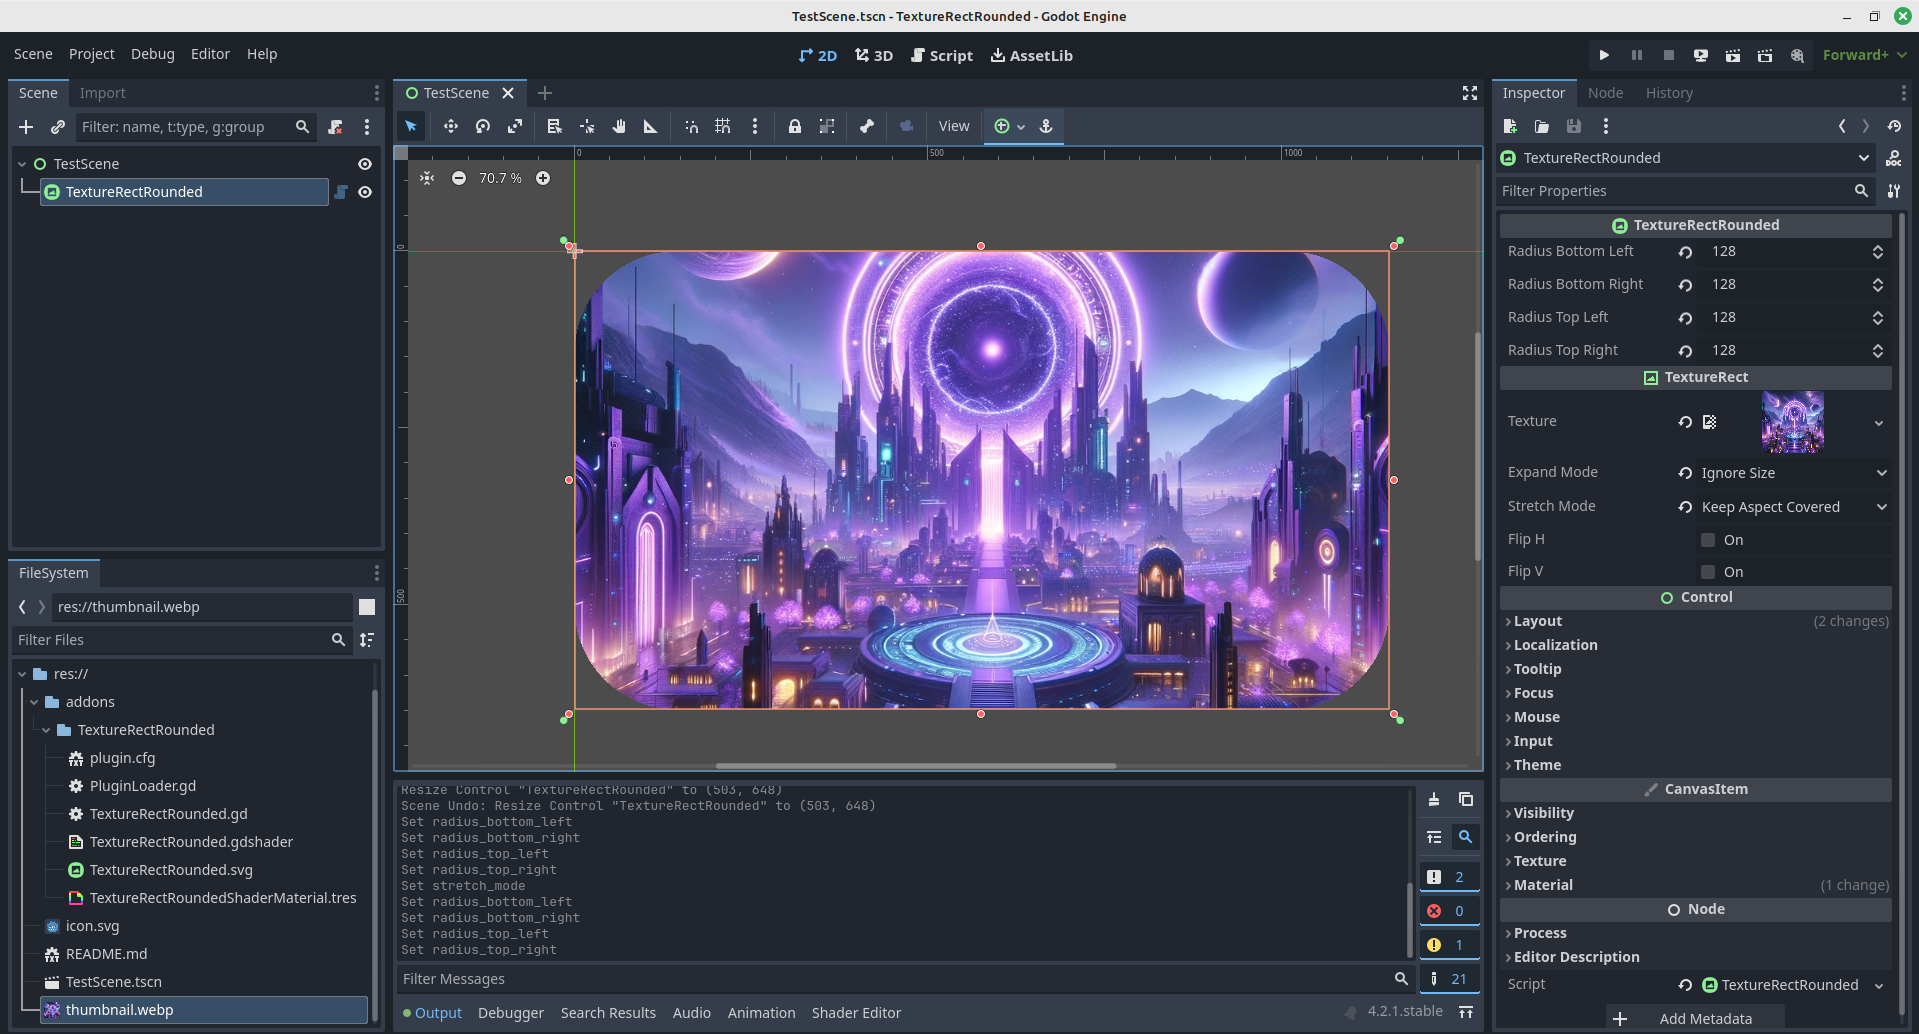 TestScene.tscn - TextureRectRounded - Godot Engine
Scene Project Debug Editor Help
2D 3D Script AssetLib
Forward+
Scene Import
Filter: name, t:type, g:group
TestScene
TextureRectRounded
FileSystem
res://thumbnail.webp
Filter Files
res://
addons
TextureRectRounded
plugin.cfg
PluginLoader.gd
TextureRectRounded.gd
TextureRectRounded.gdshader
TextureRectRounded.svg
TextureRectRoundedShaderMaterial.tres
icon.svg
README.md
TestScene.tscn
thumbnail.webp
TestScene
View
0 500 1000
70.7 %
0
500
Resize Control "TextureRectRounded" to (503, 648)
Scene Undo: Resize Control "TextureRectRounded" to (503, 648)
Set radius_bottom_left
Set radius_bottom_right
Set radius_top_left
Set radius_top_right
Set stretch_mode
Set radius_bottom_left
Set radius_bottom_right
Set radius_top_left
Set radius_top_right
2
0
1
21
Filter Messages
Output Debugger Search Results Audio Animation Shader Editor
4.2.1.stable
Inspector Node History
TextureRectRounded
Filter Properties
TextureRectRounded
Radius Bottom Left 128
Radius Bottom Right 128
Radius Top Left 128
Radius Top Right 128
TextureRect
Texture
Expand Mode Ignore Size
Stretch Mode Keep Aspect Covered
Flip H On
Flip V On
Control
Layout (2 changes)
Localization
Tooltip
Focus
Mouse
Input
Theme
CanvasItem
Visibility
Ordering
Texture
Material (1 change)
Node
Process
Editor Description
Script TextureRectRounded
Add Metadata